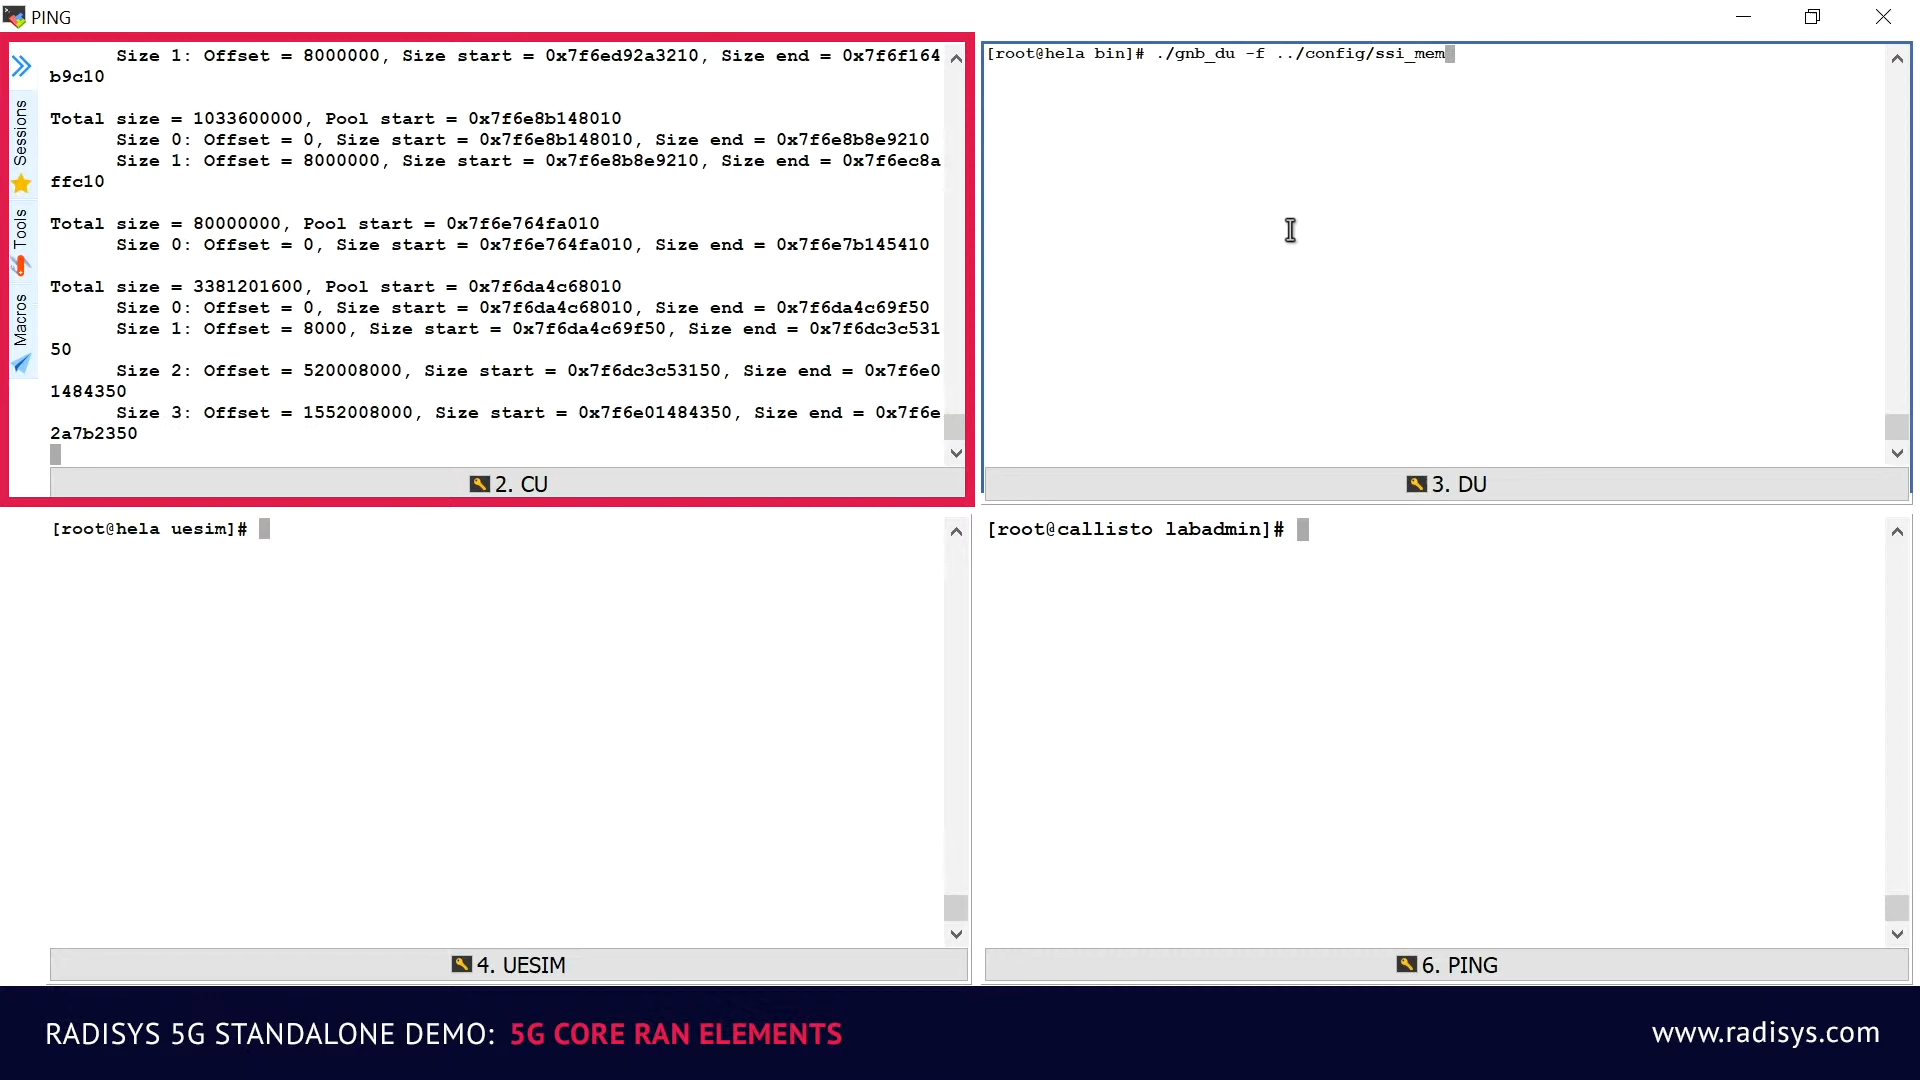 PING
Size 1: Offset = 8000000, Size start = 0x7f6ed92a3210, Size end = 0x7f6f164
b9c10
Total size = 1033600000, Pool start = 0x7f6e8b148010
Size 0: Offset = 0, Size start = 0x7f6e8b148010, Size end = 0x7f6e8b8e9210
Size 1: Offset = 8000000, Size start = 0x7f6e8b8e9210, Size end = 0x7f6ec8a
ffc10
Total size = 80000000, Pool start = 0x7f6e764fa010
Size 0: Offset = 0, Size start = 0x7f6e764fa010, Size end = 0x7f6e7b145410
Total size = 3381201600, Pool start = 0x7f6da4c68010
Size 0: Offset = 0, Size start = 0x7f6da4c68010, Size end = 0x7f6da4c69f50
Size 1: Offset = 8000, Size start = 0x7f6da4c69f50, Size end = 0x7f6dc3c531
50
Size 2: Offset = 520008000, Size start = 0x7f6dc3c53150, Size end = 0x7f6e0
1484350
Size 3: Offset = 1552008000, Size start = 0x7f6e01484350, Size end = 0x7f6e
2a7b2350
Sessions
Tools
Macros
2. CU
[root@hela bin]# ./gnb_du -f ../config/ssi_mem
3. DU
[root@hela uesim]#
4. UESIM
[root@callisto labadmin]#
6. PING
RADISYS 5G STANDALONE DEMO: 5G CORE RAN ELEMENTS
www.radisys.com